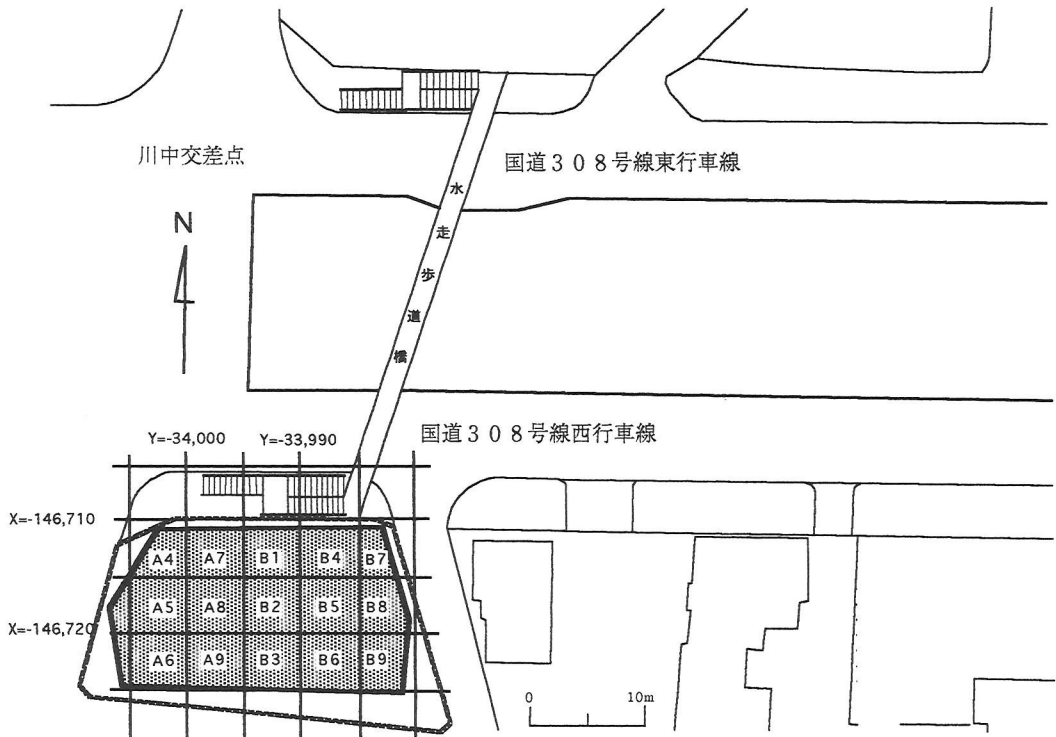 川中交差点
国道308号線東行車線
水走歩道橋
N
国道308号線西行車線
Y=-34,000
Y=-33,990
X=-146,710
A4 A7 B1 B4 B7
A5 A8 B2 B5 B8
X=-146,720
A6 A9 B3 B6 B9
0 10m